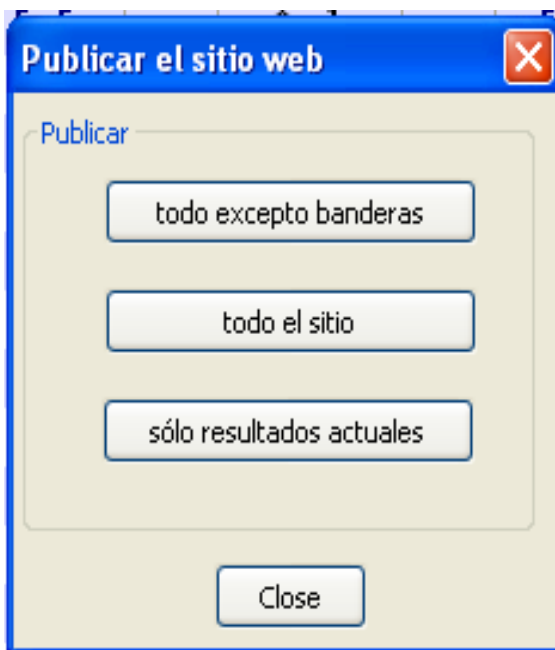 Publicar el sitio web
Publicar
todo excepto banderas
todo el sitio
sólo resultados actuales
Close